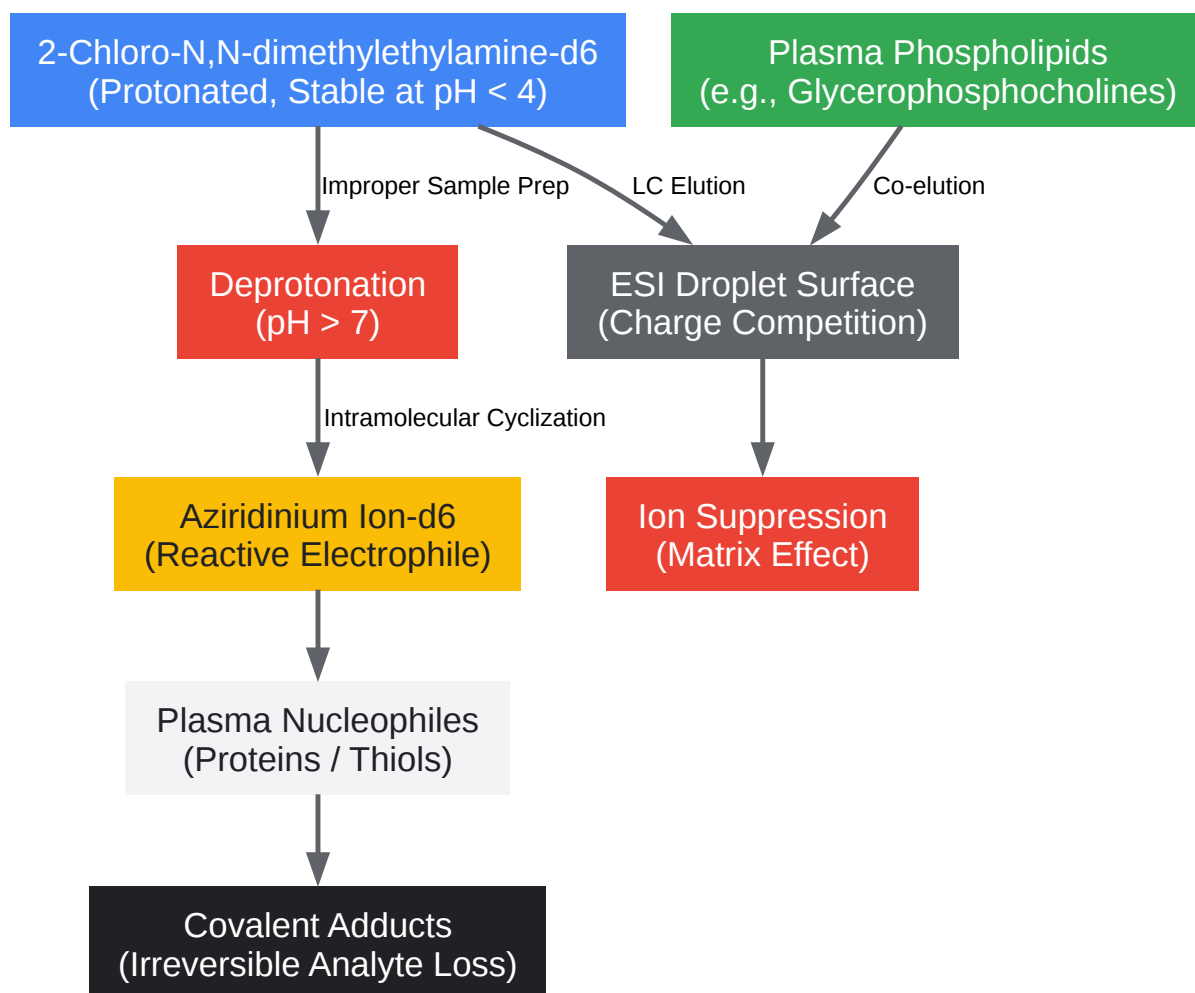 2-Chloro-N,N-dimethylethylamine-d6
(Protonated, Stable at pH < 4)
Plasma Phospholipids
(e.g., Glycerophosphocholines)
Improper Sample Prep
LC Elution
Co-elution
Deprotonation
(pH > 7)
ESI Droplet Surface
(Charge Competition)
Intramolecular Cyclization
Aziridinium Ion-d6
(Reactive Electrophile)
Ion Suppression
(Matrix Effect)
Plasma Nucleophiles
(Proteins / Thiols)
Covalent Adducts
(Irreversible Analyte Loss)